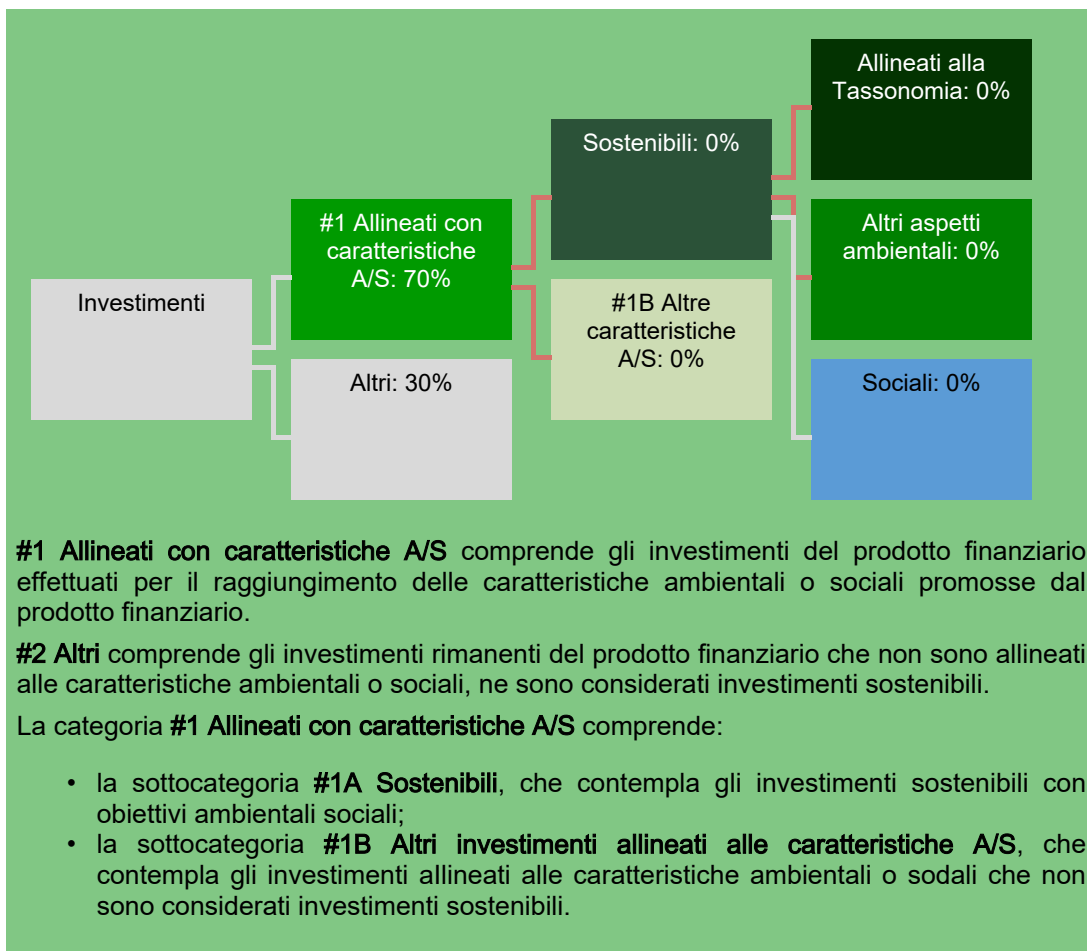 Allineati alla
Tassonomia: 0%
Sostenibili: 0%
#1 Allineati con
caratteristiche
A/S: 70%
Altri aspetti
ambientali: 0%
Investimenti
#1B Altre
caratteristiche
A/S: 0%
Altri: 30%
Sociali: 0%
#1 Allineati con caratteristiche A/S comprende gli investimenti del prodotto finanziario
effettuati per il raggiungimento delle caratteristiche ambientali o sociali promosse dal
prodotto finanziario.
#2 Altri comprende gli investimenti rimanenti del prodotto finanziario che non sono allineati
alle caratteristiche ambientali o sociali, ne sono considerati investimenti sostenibili.
La categoria #1 Allineati con caratteristiche A/S comprende:
• la sottocategoria #1A Sostenibili, che contempla gli investimenti sostenibili con
obiettivi ambientali sociali;
• la sottocategoria #1B Altri investimenti allineati alle caratteristiche A/S, che
contempla gli investimenti allineati alle caratteristiche ambientali o sodali che non
sono considerati investimenti sostenibili.